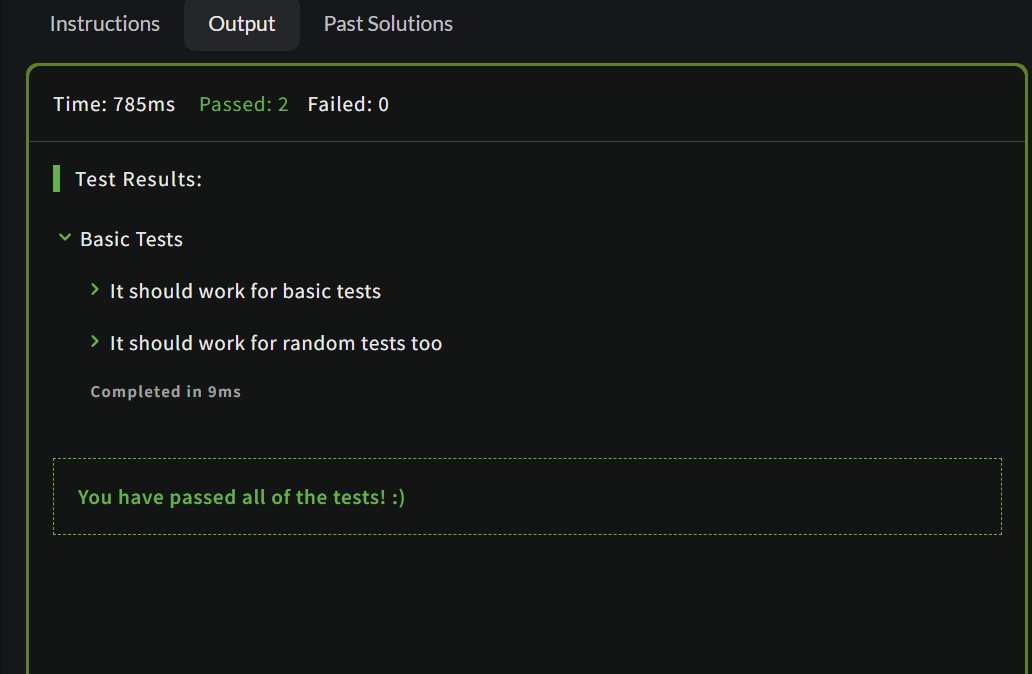 Instructions Output Past Solutions
Time: 785ms Passed: 2 Failed: 0
Test Results:
Basic Tests
It should work for basic tests
It should work for random tests too
Completed in 9ms
You have passed all of the tests! :)